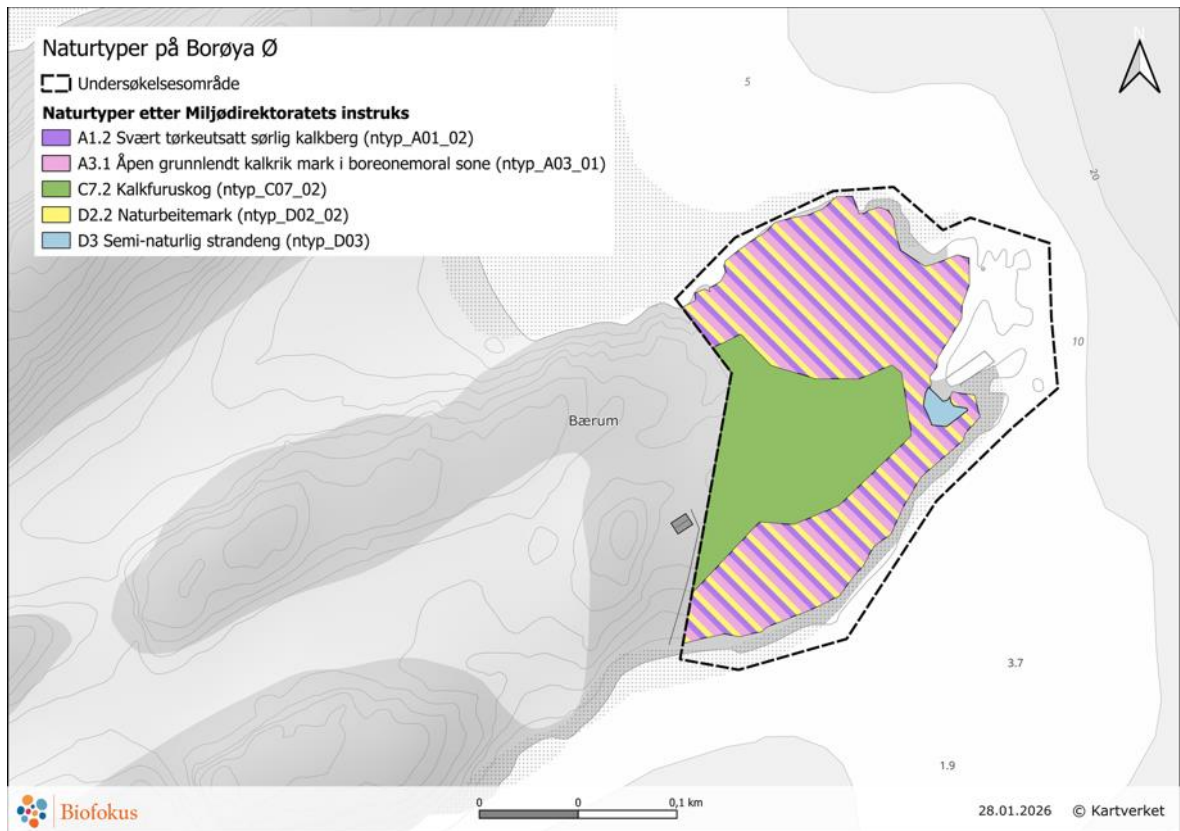 Naturtyper på Borøya Ø
Undersøkelsesområde
Naturtyper etter Miljødirektoratets instruks
A1.2 Svært tørkeutsatt sørlig kalkberg (ntyp_A01_02)
A3.1 Åpen grunnlendt kalkrik mark i boreonemoral sone (ntyp_A03_01)
C7.2 Kalkfuruskog (ntyp_C07_02)
D2.2 Naturbeitemark (ntyp_D02_02)
D3 Semi-naturlig strandeng (ntyp_D03)
N
5
20
10
Bærum
3.7
1.9
Biofokus
0 0 0,1 km
28.01.2026 © Kartverket